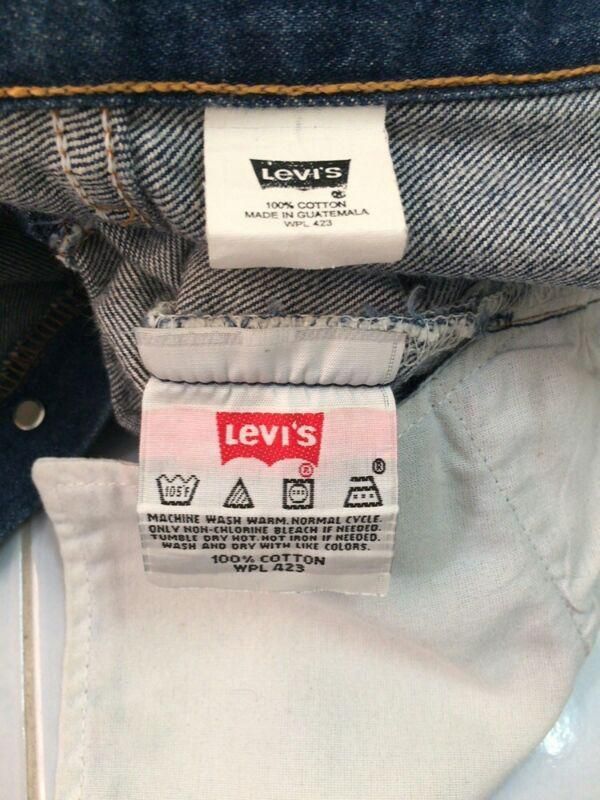 LEVI'S
®
100% COTTON
MADE IN GUATEMALA
WPL 423
LEVI'S
®
105F
®
MACHINE WASH WARM. NORMAL CYCLE.
ONLY NON-CHLORINE BLEACH IF NEEDED.
TUMBLE DRY HOT. HOT IRON IF NEEDED.
WASH AND DRY WITH LIKE COLORS.
100% COTTON
WPL 423